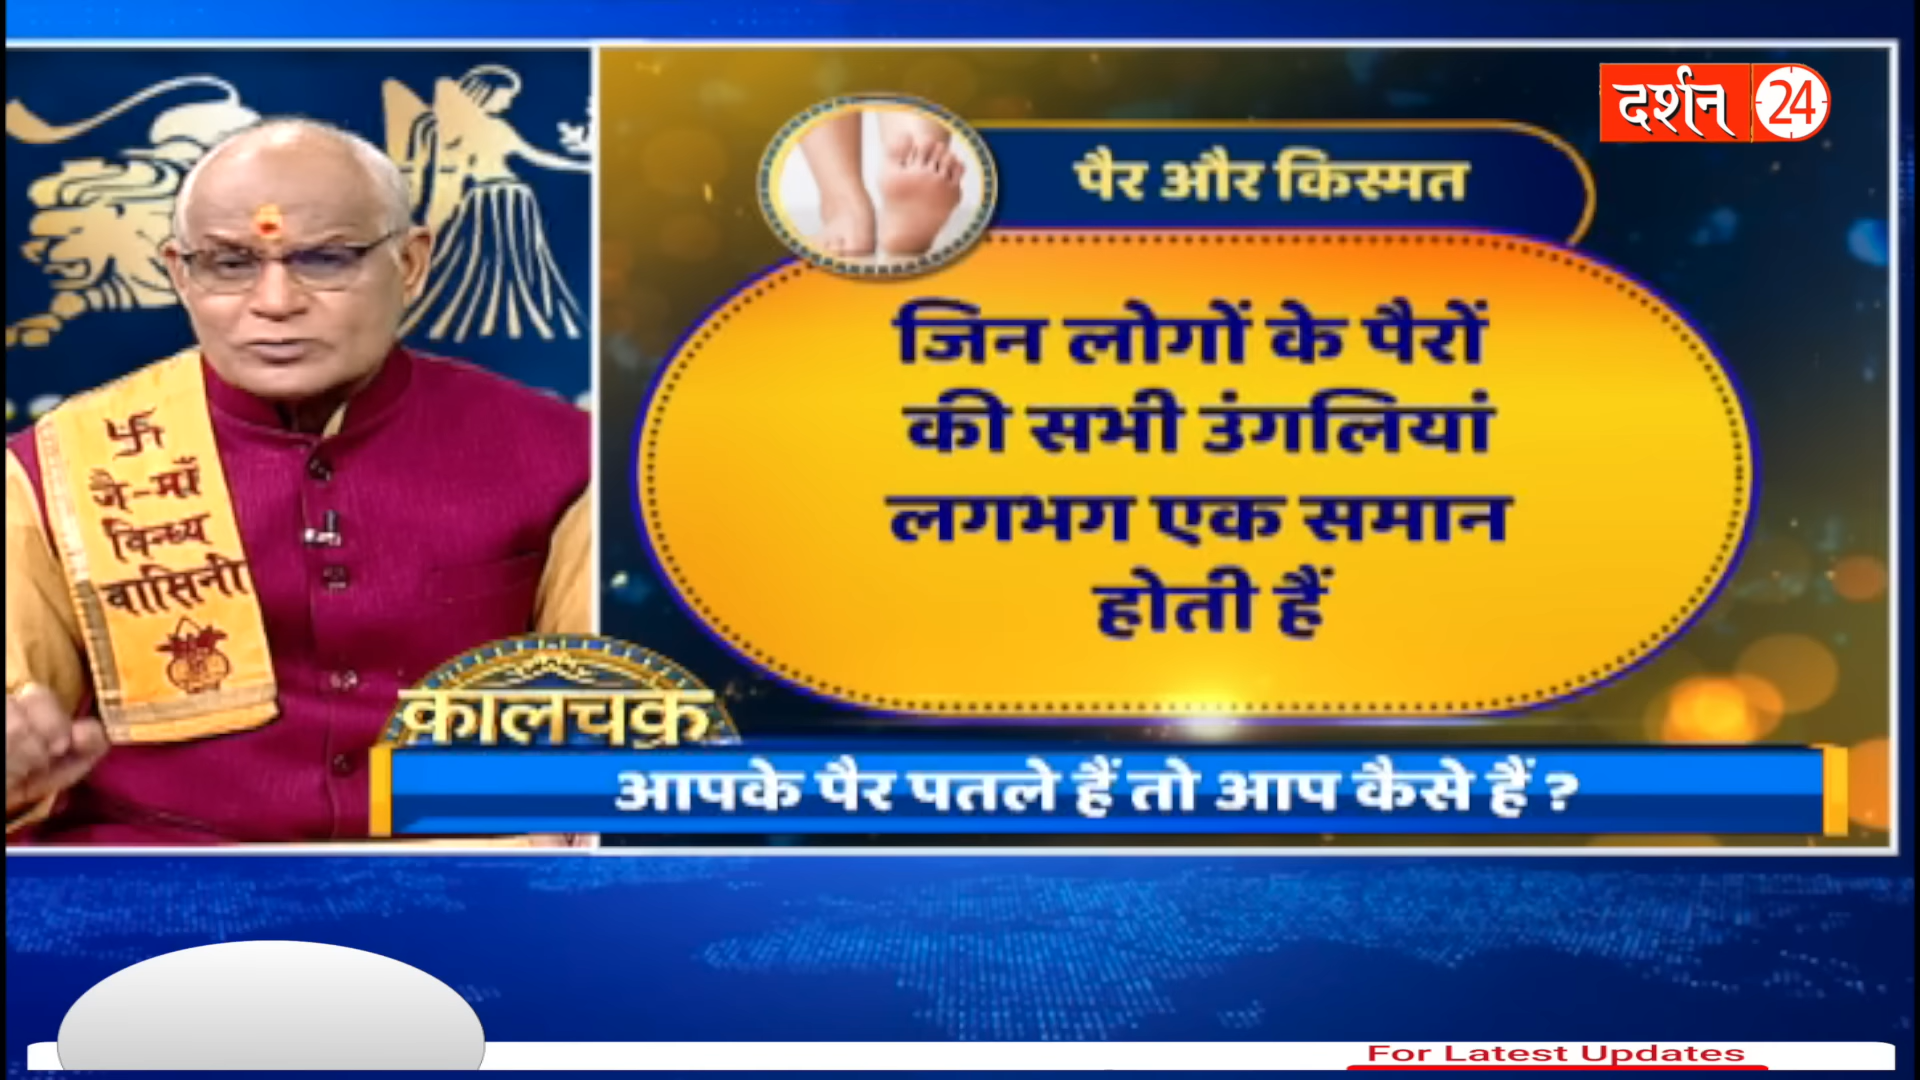 दर्शन 24
पैर और किस्मत
जिन लोगों के पैरों
की सभी उंगलियां
लगभग एक समान
होती हैं
जै-माँ
विन्ध्य
वासिनी
कालचक्र
आपके पैर पतले हैं तो आप कैसे हैं ?
For Latest Updates